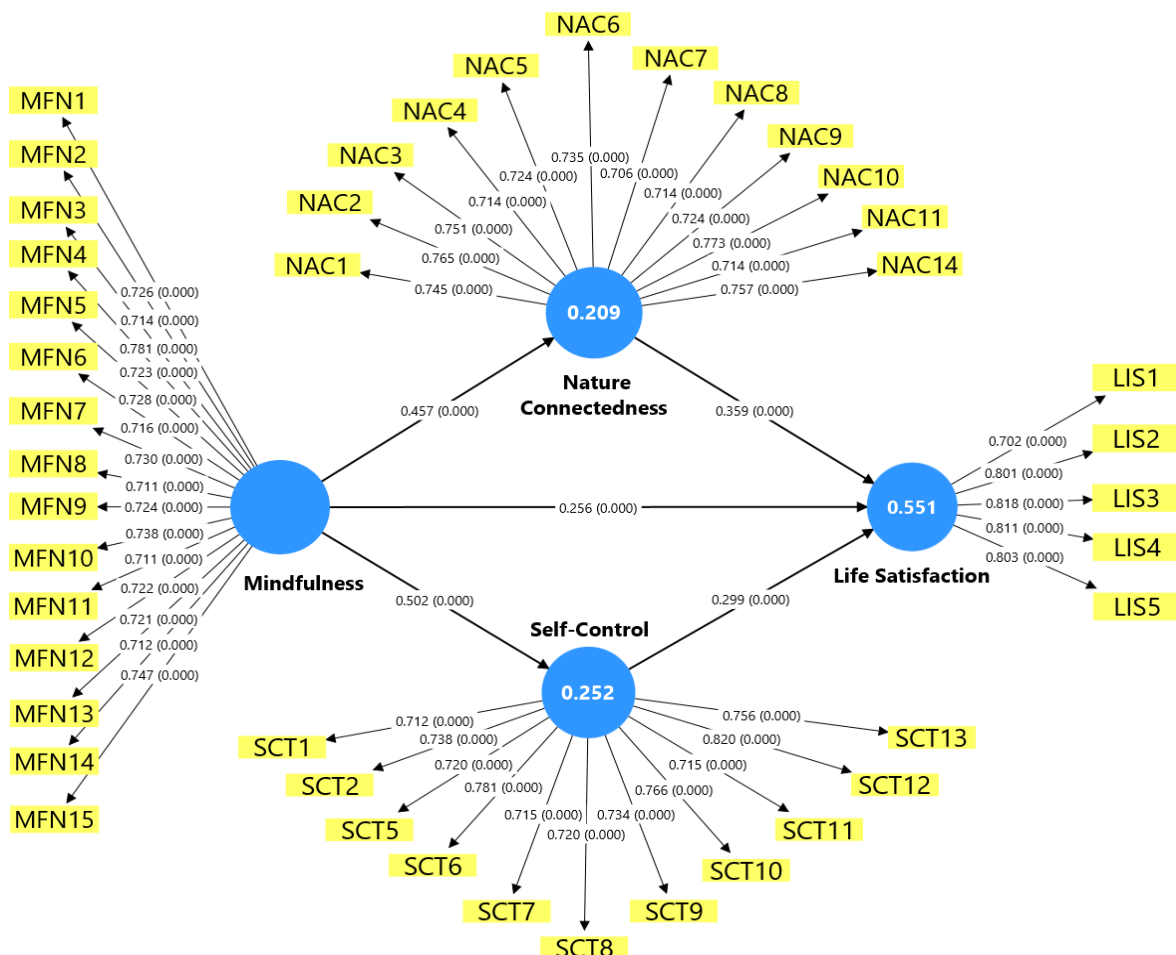 NAC6
NAC5
NAC7
MFN1
NAC8
NAC4
NAC9
MFN2
NAC3
NAC10
MFN3
NAC2
NAC11
MFN4
NAC1
NAC14
0.735 (0.000)
0.724 (0.000)
0.706 (0.000)
0.714 (0.000)
0.714 (0.000)
0.751 (0.000)
0.724 (0.000)
0.765 (0.000)
0.773 (0.000)
0.745 (0.000)
0.714 (0.000)
0.757 (0.000)
0.209
Nature
Connectedness
MFN5
MFN6
MFN7
MFN8
MFN9
MFN10
MFN11
MFN12
MFN13
MFN14
MFN15
0.726 (0.000)
0.714 (0.000)
0.781 (0.000)
0.723 (0.000)
0.728 (0.000)
0.716 (0.000)
0.730 (0.000)
0.711 (0.000)
0.724 (0.000)
0.738 (0.000)
0.711 (0.000)
0.722 (0.000)
0.721 (0.000)
0.712 (0.000)
0.747 (0.000)
Mindfulness
0.457 (0.000)
0.359 (0.000)
0.256 (0.000)
0.502 (0.000)
0.299 (0.000)
0.551
Life Satisfaction
LIS1
LIS2
LIS3
LIS4
LIS5
0.702 (0.000)
0.801 (0.000)
0.818 (0.000)
0.811 (0.000)
0.803 (0.000)
Self-Control
0.252
0.712 (0.000)
0.738 (0.000)
0.720 (0.000)
0.781 (0.000)
0.715 (0.000)
0.720 (0.000)
0.734 (0.000)
0.766 (0.000)
0.715 (0.000)
0.820 (0.000)
0.756 (0.000)
SCT1
SCT2
SCT5
SCT6
SCT7
SCT8
SCT9
SCT10
SCT11
SCT12
SCT13